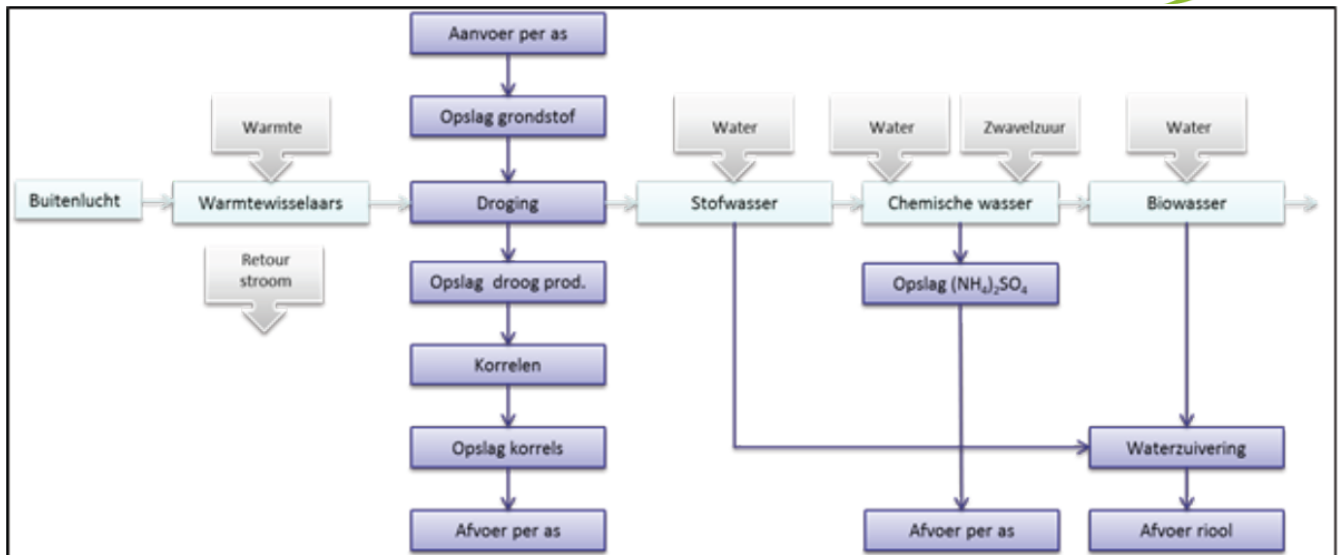 Aanvoer per as
Opslag grondstof
Warmte
Water
Water
Zwavelzuur
Water
Buitenlucht
Warmtewisselaars
Droging
Stofwasser
Chemische wasser
Biowasser
Retour
stroom
Opslag droog prod.
Opslag (NH₄)₂SO₄
Korrelen
Opslag korrels
Waterzuivering
Afvoer per as
Afvoer per as
Afvoer riool